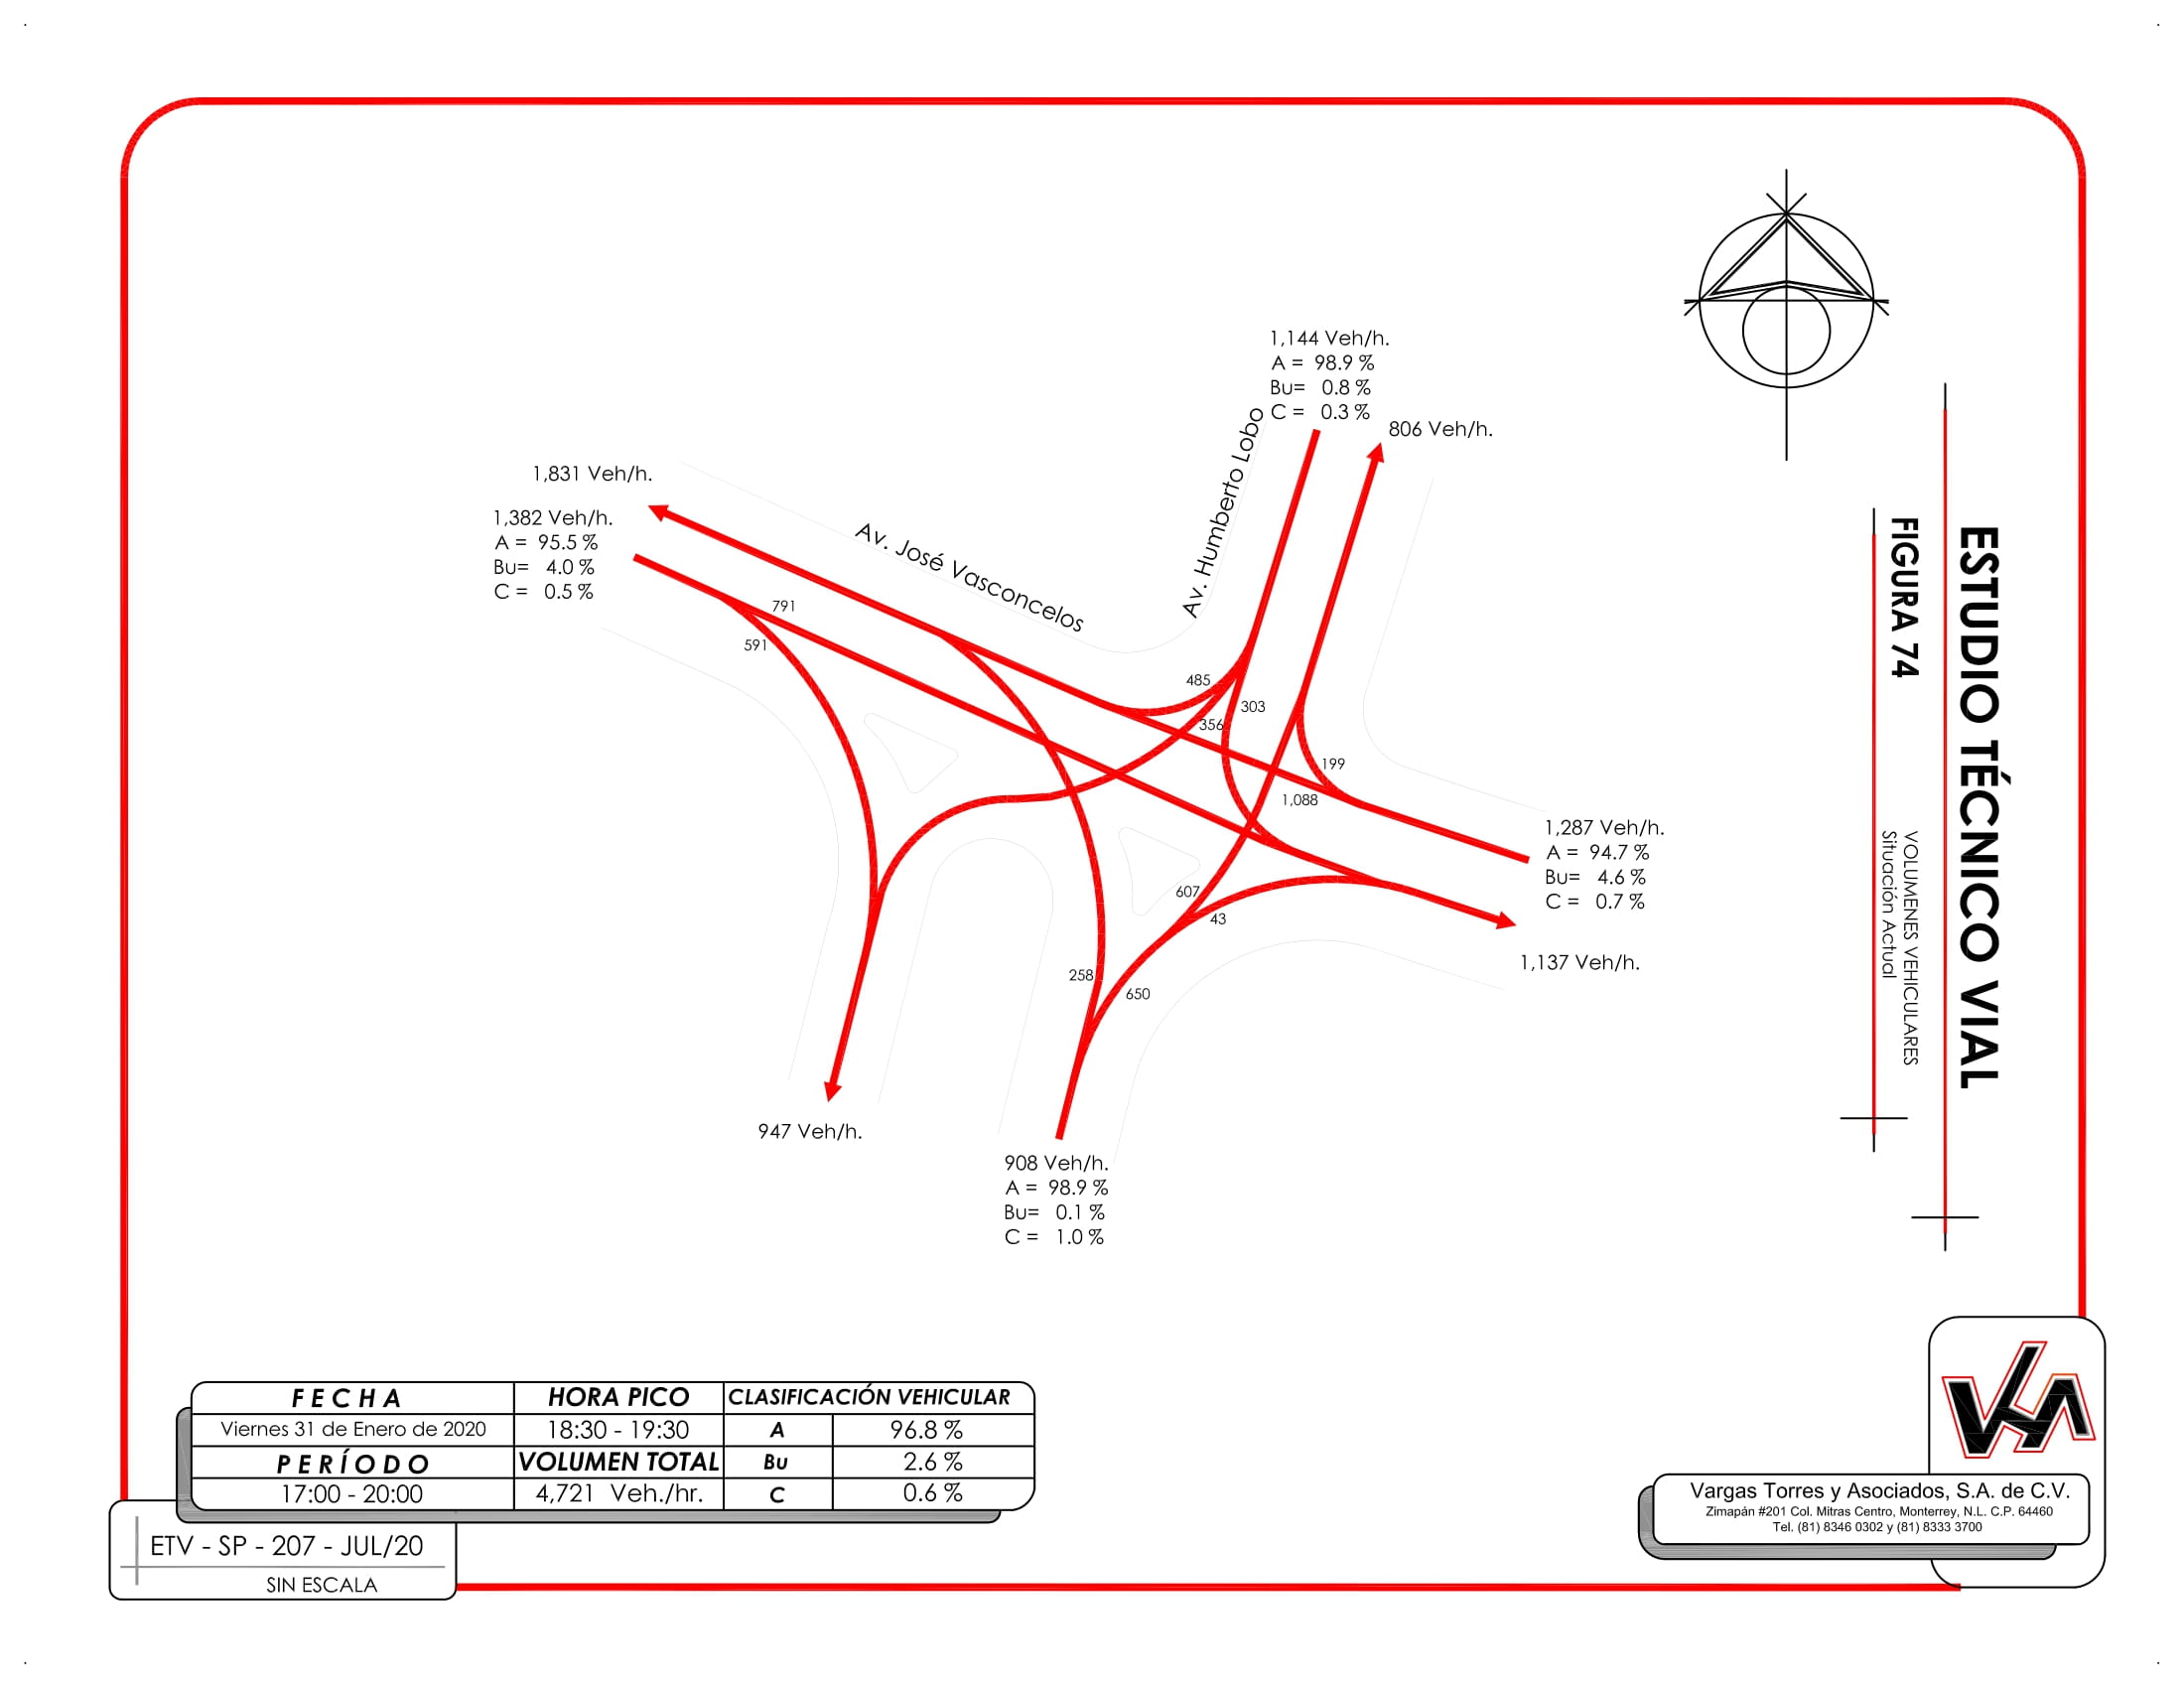 1,144 Veh/h.
A = 98.9 %
Bu= 0.8 %
C = 0.3 %
806 Veh/h.
Av. Humberto Lobo
1,831 Veh/h.
1,382 Veh/h.
A = 95.5 %
Bu= 4.0 %
C = 0.5 %
Av. José Vasconcelos
791
591
485
303
356
199
1,088
1,287 Veh/h.
A = 94.7 %
Bu= 4.6 %
C = 0.7 %
607
43
1,137 Veh/h.
258
650
947 Veh/h.
908 Veh/h.
A = 98.9 %
Bu= 0.1 %
C = 1.0 %
ESTUDIO TÉCNICO VIAL
FIGURA 74
VOLUMENES VEHICULARES
Situación Actual
FECHA HORA PICO CLASIFICACIÓN VEHICULAR
Viernes 31 de Enero de 2020 18:30 - 19:30 A 96.8 %
PERÍODO VOLUMEN TOTAL Bu 2.6 %
17:00 - 20:00 4,721 Veh./hr. C 0.6 %
ETV - SP - 207 - JUL/20
SIN ESCALA
Vargas Torres y Asociados, S.A. de C.V.
Zimapán #201 Col. Mitras Centro, Monterrey, N.L. C.P. 64460
Tel. (81) 8346 0302 y (81) 8333 3700